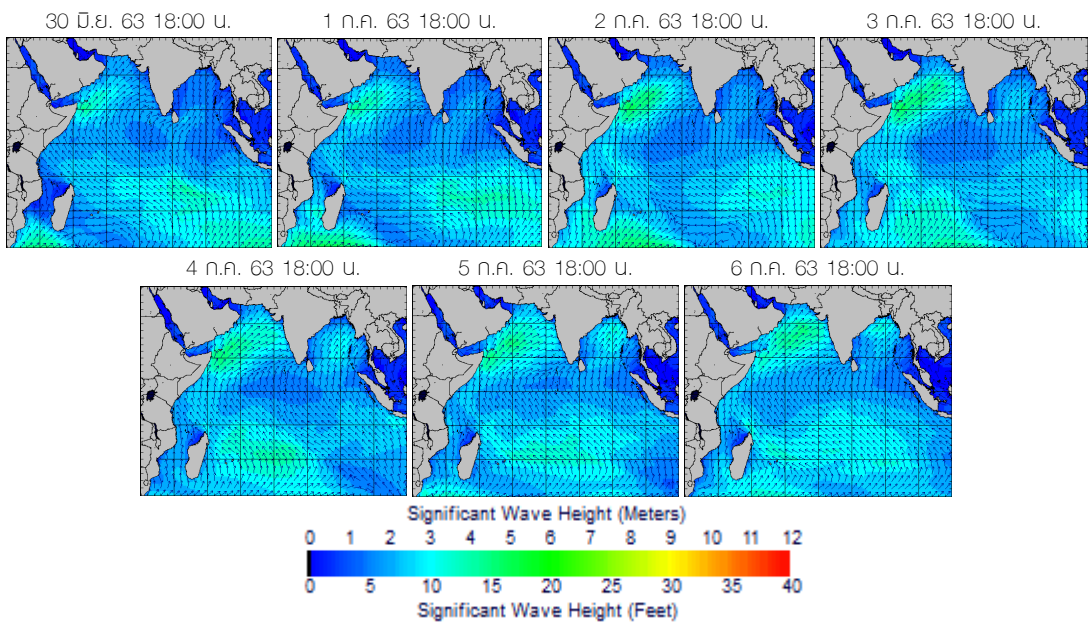 30 มิ.ย. 63 18:00 น.
1 ก.ค. 63 18:00 น.
2 ก.ค. 63 18:00 น.
3 ก.ค. 63 18:00 น.
4 ก.ค. 63 18:00 น.
5 ก.ค. 63 18:00 น.
6 ก.ค. 63 18:00 น.
Significant Wave Height (Meters)
0 1 2 3 4 5 6 7 8 9 10 11 12
0 5 10 15 20 25 30 35 40
Significant Wave Height (Feet)